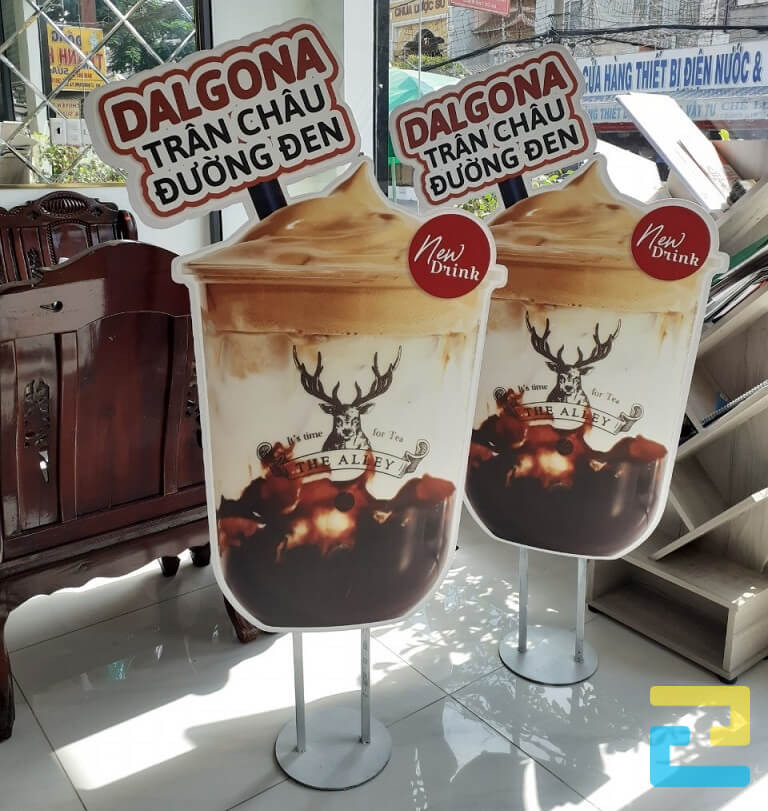 DALGONA
TRÂN CHÂU
ĐƯỜNG ĐEN
New
Drink
It's time for Tea
THE ALLEY
DALGONA
TRÂN CHÂU
ĐƯỜNG ĐEN
New
Drink
It's time for Tea
THE ALLEY
CỬA HÀNG THIẾT BỊ ĐIỆN NƯỚC &